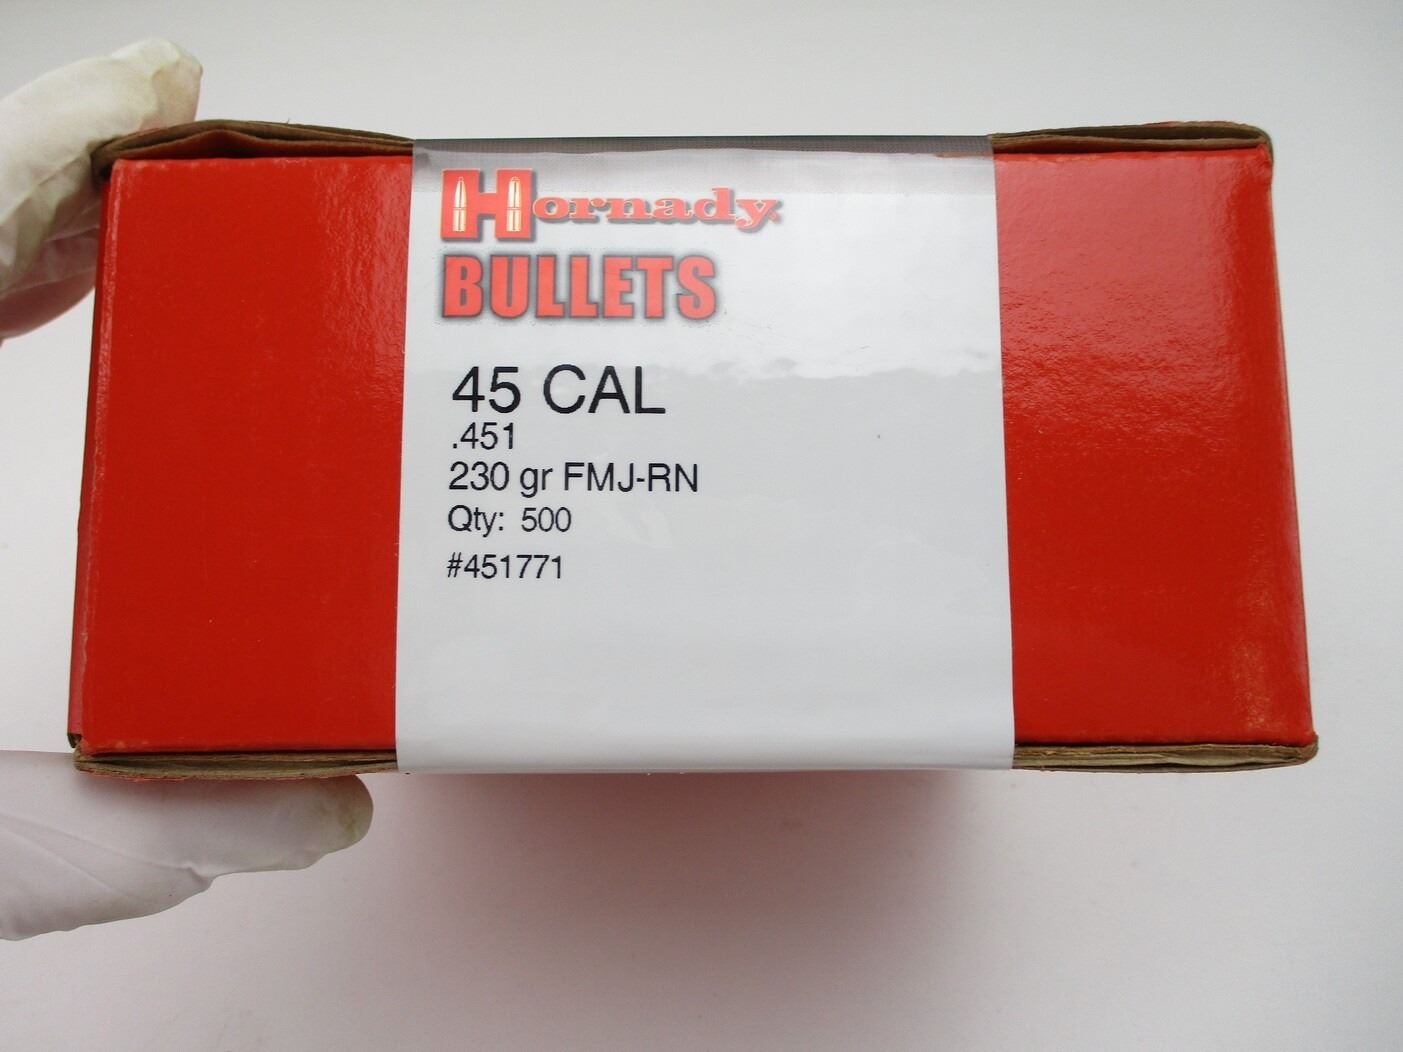 Hornady
BULLETS
45 CAL
.451
230 gr FMJ-RN
Qty: 500
#451771